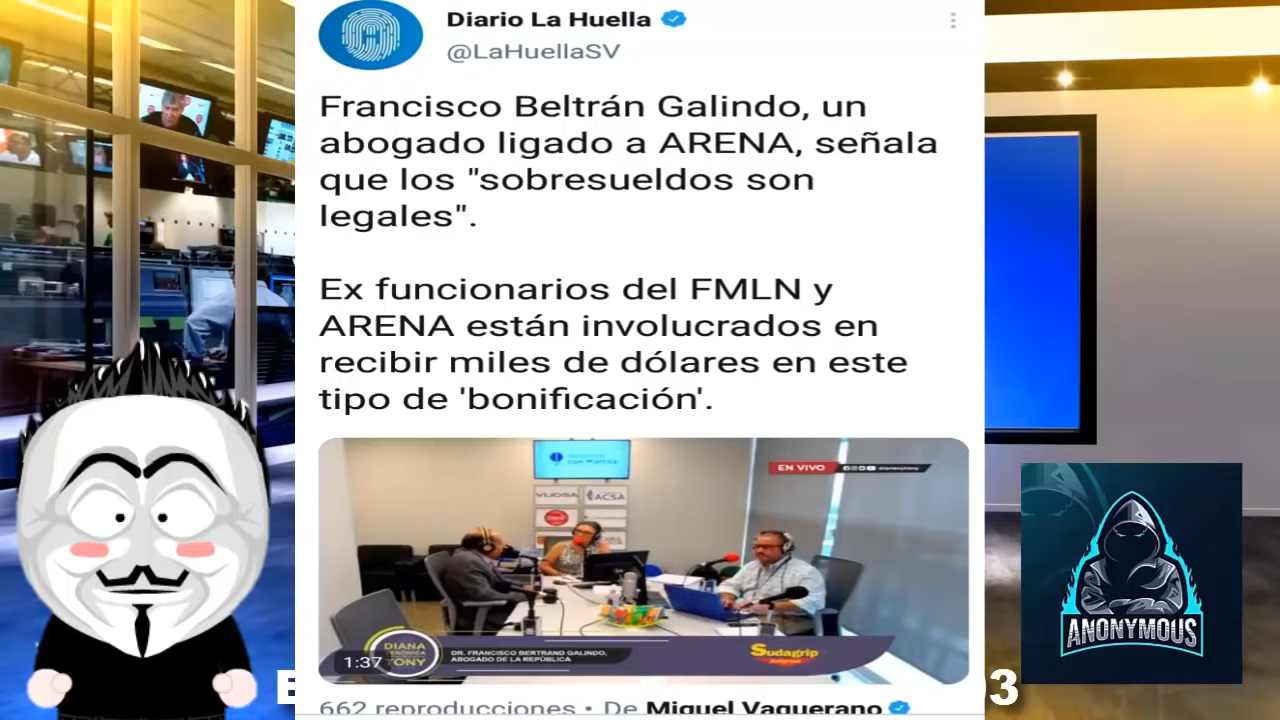 Diario La Huella
@LaHuellaSV
Francisco Beltrán Galindo, un
abogado ligado a ARENA, señala
que los "sobresueldos son
legales".
Ex funcionarios del FMLN y
ARENA están involucrados en
recibir miles de dólares en este
tipo de 'bonificación'.
EN VIVO
ACSA
DIANA
VERÓNICA
TONY
1:37
DR. FRANCISCO BERTRAND GALINDO,
ABOGADO DE LA REPÚBLICA
Sudagrip
662 reproducciones • De Miguel Vaquerano
E
03
ANONYMOUS